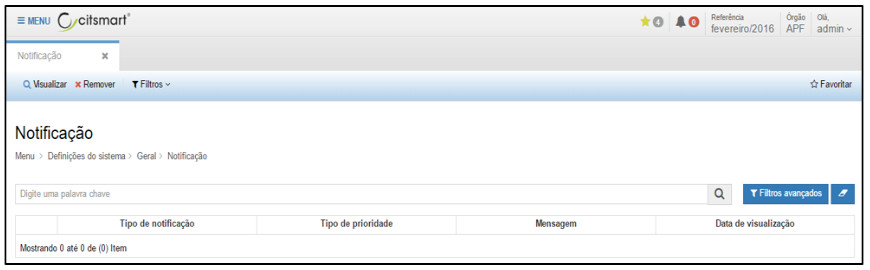 ≡ MENU citsmart® 4 0 Referência fevereiro/2016 Órgão APF Olá, admin
Notificação ×
Visualizar × Remover Filtros Favoritar
Notificação
Menu > Definições do sistema > Geral > Notificação
Digite uma palavra chave Filtros avançados
Tipo de notificação Tipo de prioridade Mensagem Data de visualização
Mostrando 0 até 0 de (0) Item